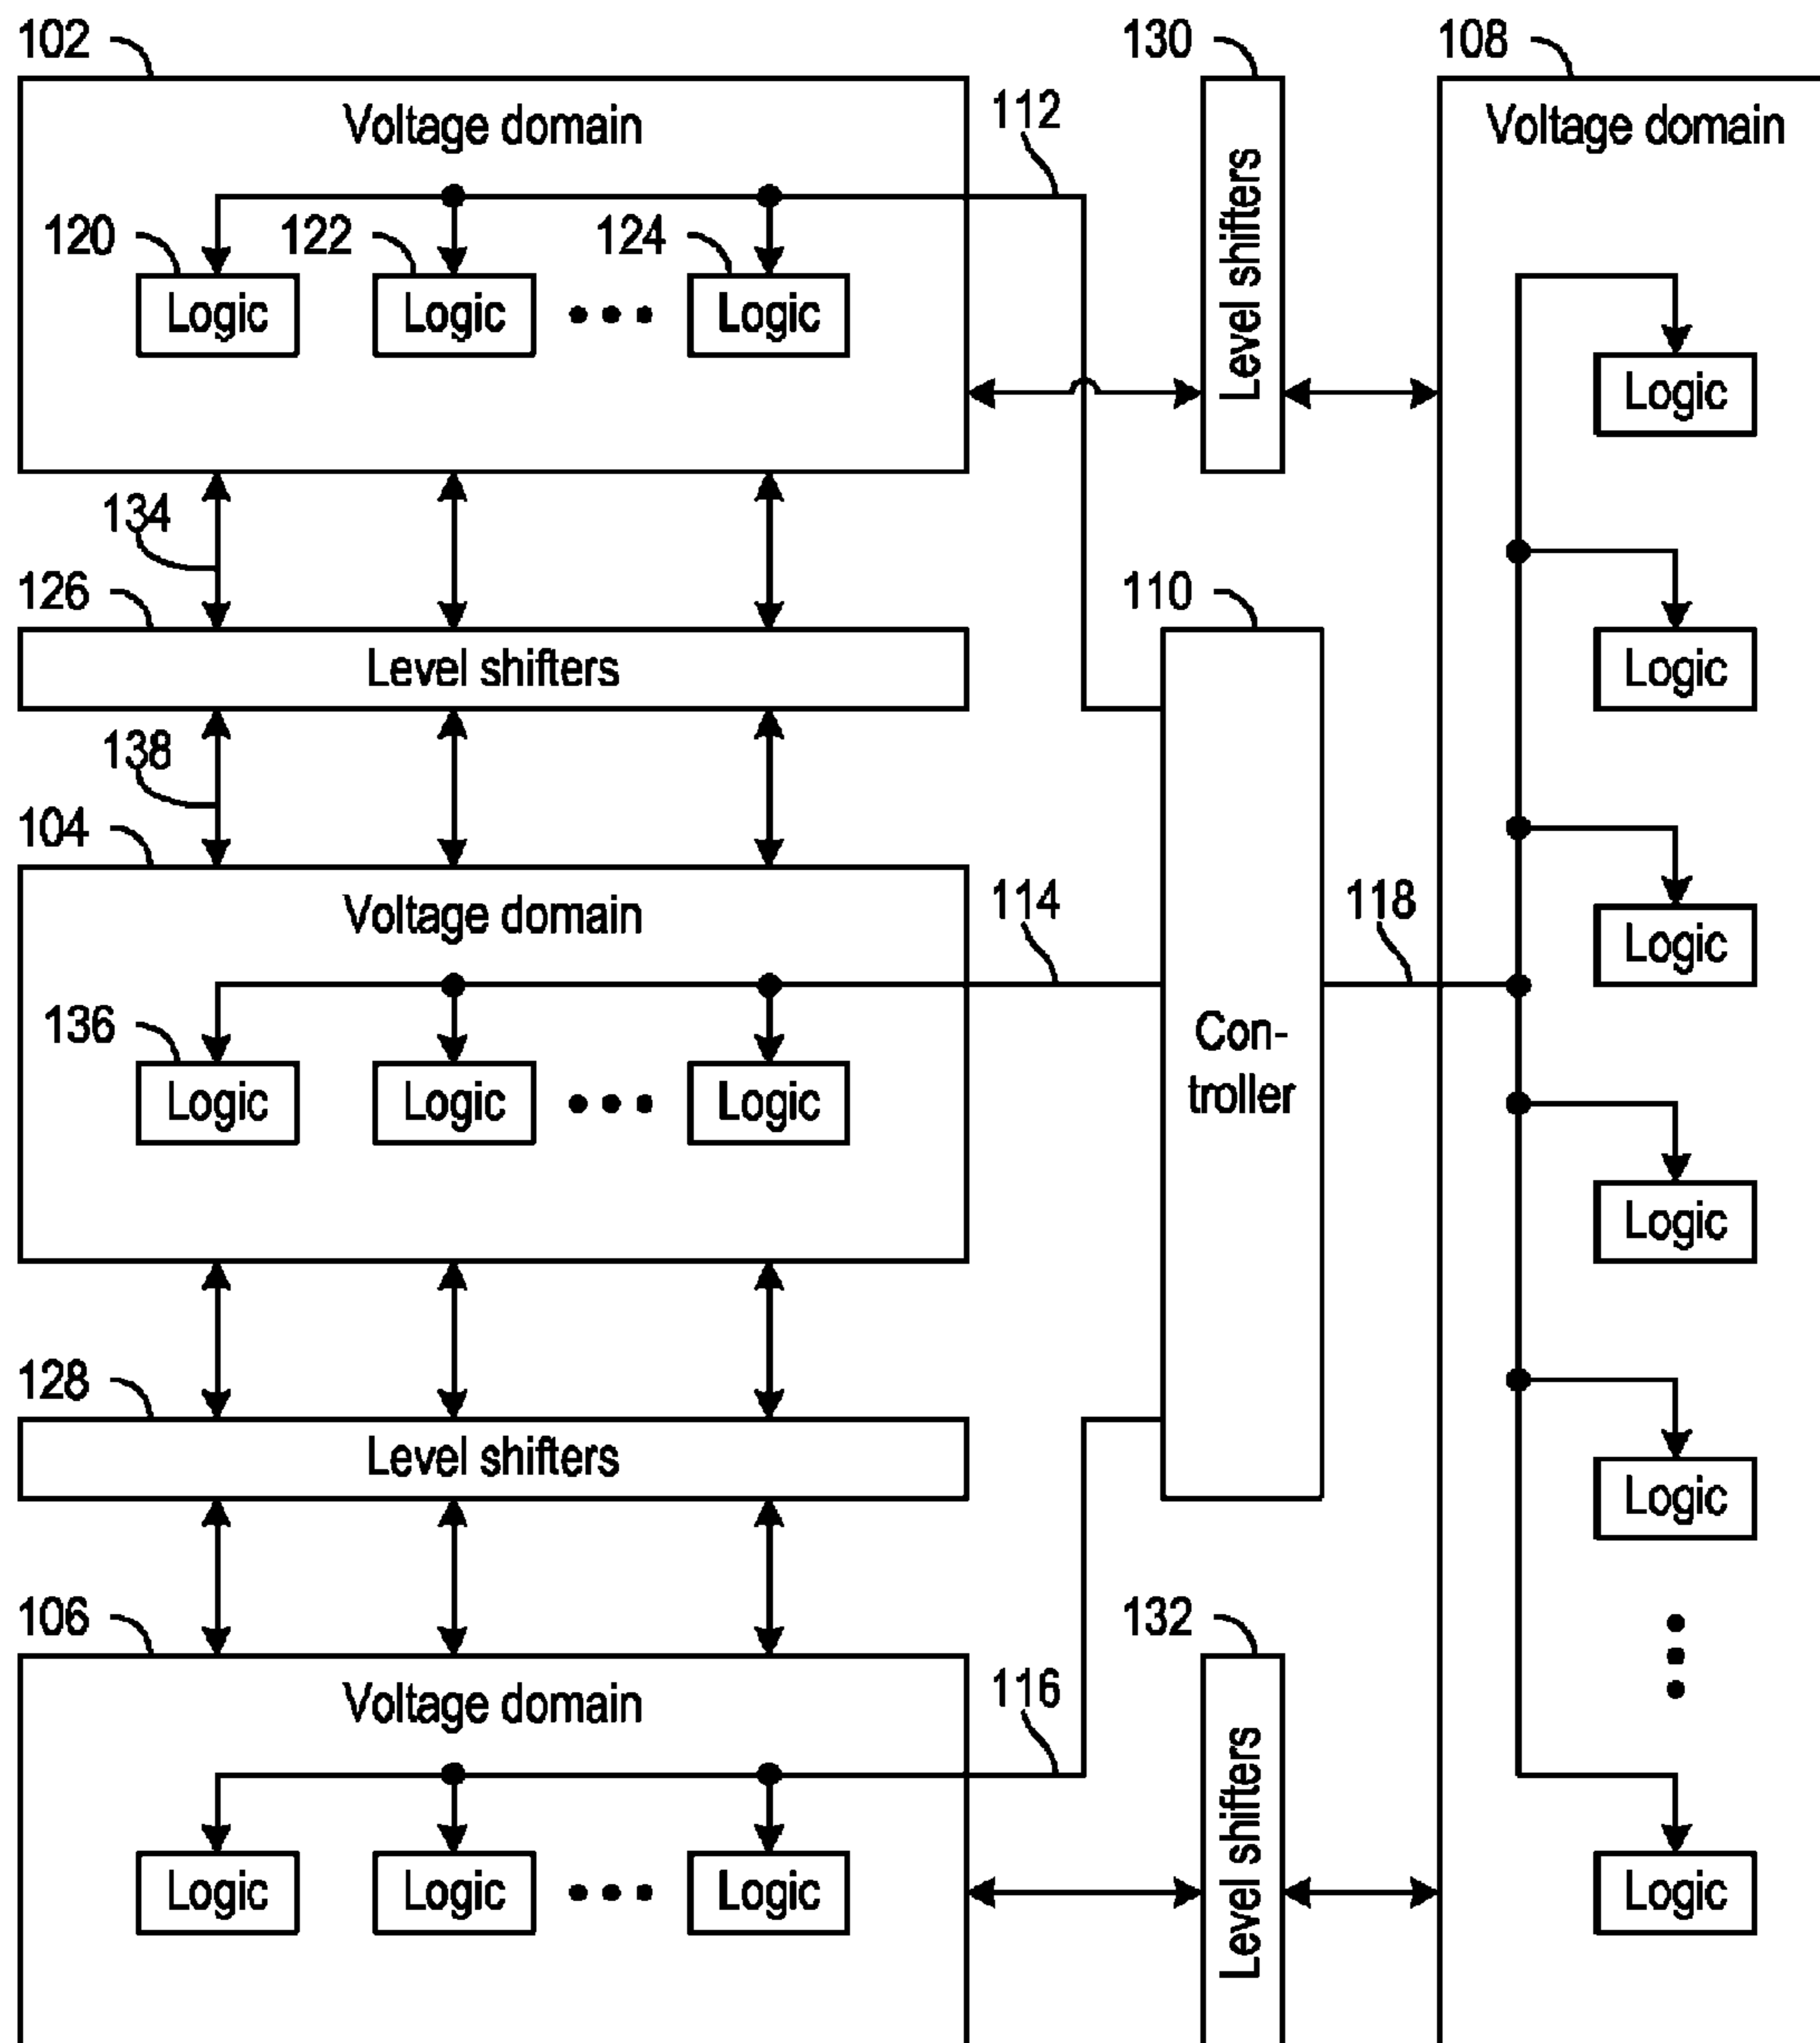 102
130
108
Voltage domain
112
Voltage domain
Level shifters
120
122
124
Logic
Logic
Logic
Logic
134
126
110
Level shifters
Logic
138
104
Voltage domain
114
118
Logic
136
Con-
troller
Logic
Logic
Logic
Logic
128
Level shifters
Logic
106
132
Voltage domain
116
Level shifters
Logic
Logic
Logic
Logic